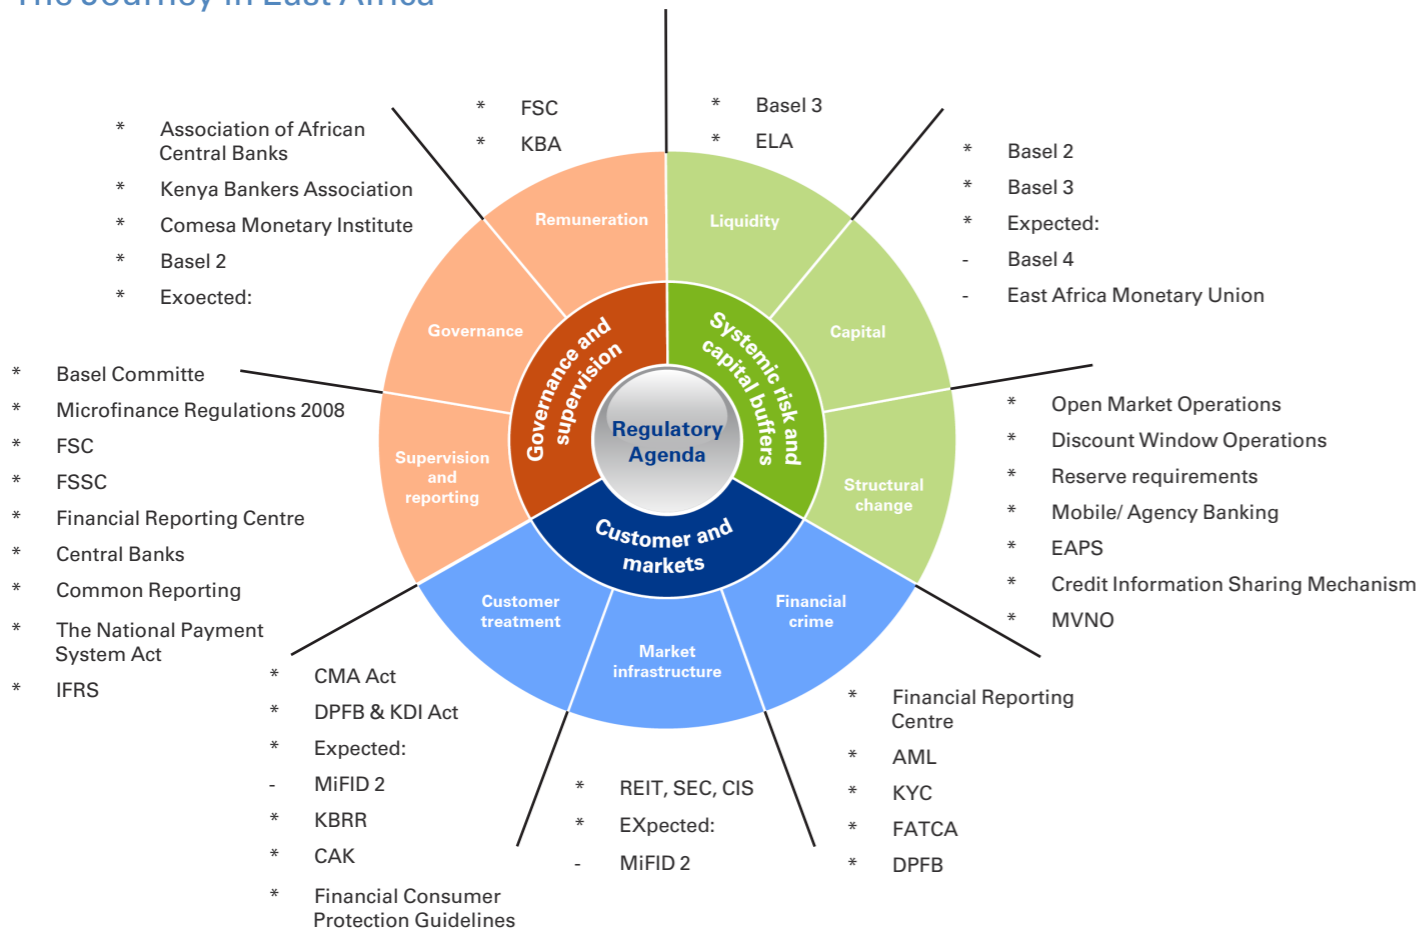 The Journey in East Africa
* FSC
* KBA
* Basel 3
* ELA
* Association of African
Central Banks
* Kenya Bankers Association
* Comesa Monetary Institute
* Basel 2
* Exoected:
* Basel 2
* Basel 3
* Expected:
- Basel 4
- East Africa Monetary Union
Remuneration
Liquidity
Governance
Capital
Governance and
supervision
Systemic risk and
capital buffers
Regulatory
Agenda
Supervision
and
reporting
Structural
change
Customer and
markets
Customer
treatment
Market
infrastructure
Financial
crime
* Basel Committe
* Microfinance Regulations 2008
* FSC
* FSSC
* Financial Reporting Centre
* Central Banks
* Common Reporting
* The National Payment
System Act
* IFRS
* Open Market Operations
* Discount Window Operations
* Reserve requirements
* Mobile/ Agency Banking
* EAPS
* Credit Information Sharing Mechanism
* MVNO
* CMA Act
* DPFB & KDI Act
* Expected:
- MiFID 2
* KBRR
* CAK
* Financial Consumer
Protection Guidelines
* REIT, SEC, CIS
* EXpected:
- MiFID 2
* Financial Reporting
Centre
* AML
* KYC
* FATCA
* DPFB